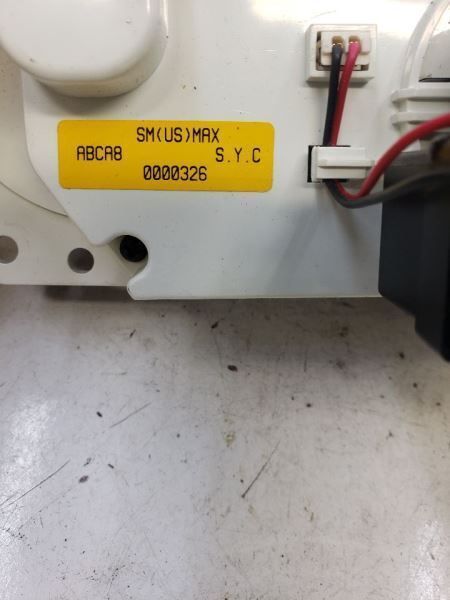 SM(US)MAX
ABCA8 S.Y.C
0000326